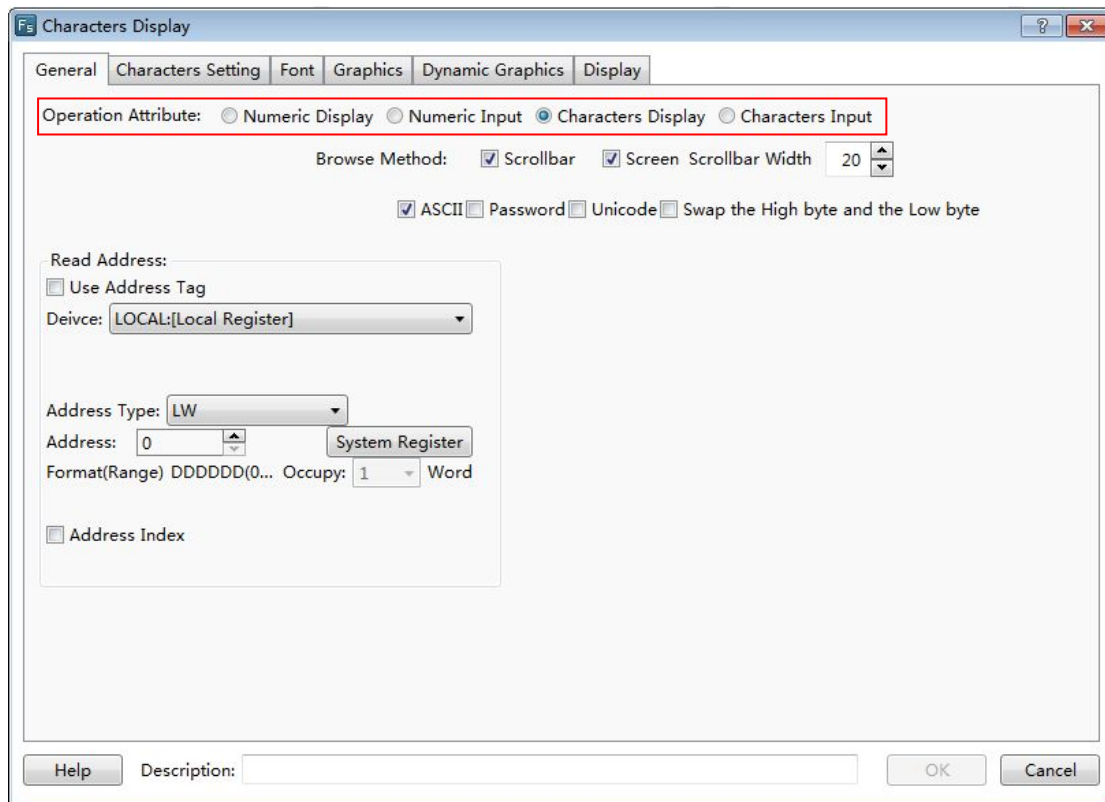 Fs Characters Display
General Characters Setting Font Graphics Dynamic Graphics Display
Operation Attribute: Numeric Display Numeric Input Characters Display Characters Input
Browse Method: Scrollbar Screen Scrollbar Width 20
ASCII Password Unicode Swap the High byte and the Low byte
Read Address:
Use Address Tag
Deivce: LOCAL:[Local Register]
Address Type: LW
Address: 0 System Register
Format(Range) DDDDDD(0... Occupy: 1 Word
Address Index
Help Description: OK Cancel